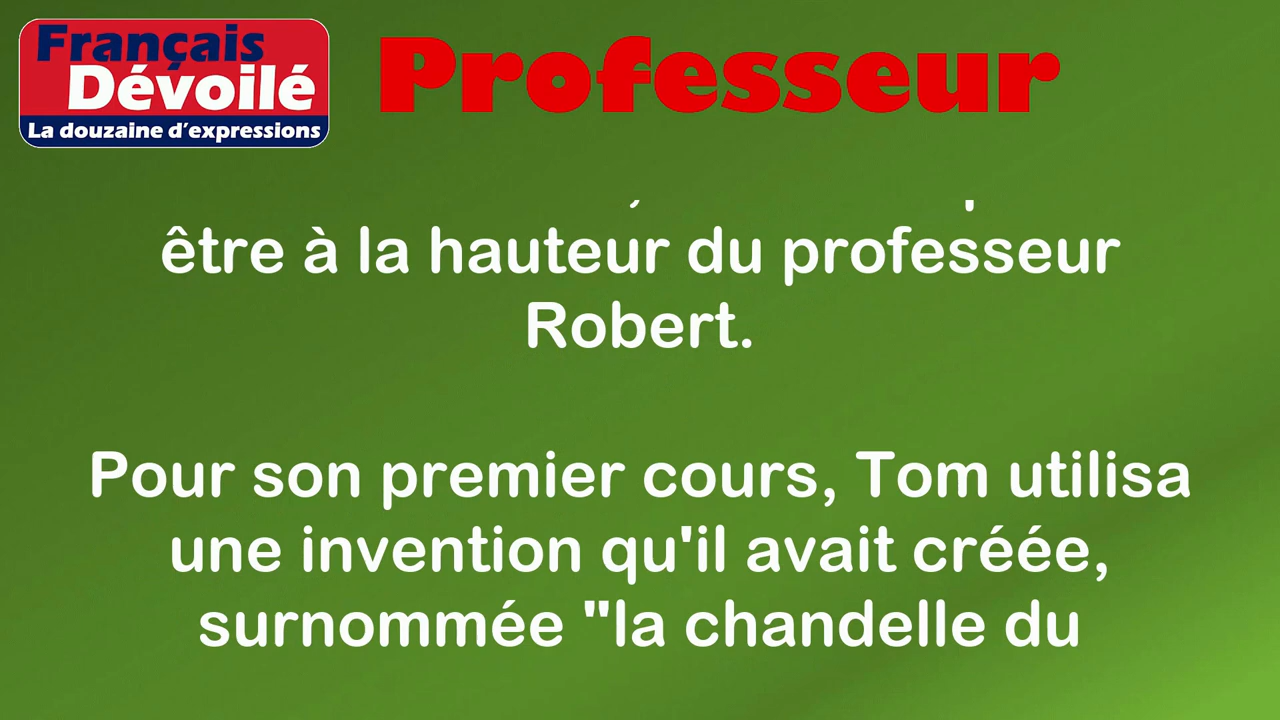 Français
Dévoilé
La douzaine d'expressions
Professeur
être à la hauteur du professeur
Robert.
Pour son premier cours, Tom utilisa
une invention qu'il avait créée,
surnommée "la chandelle du